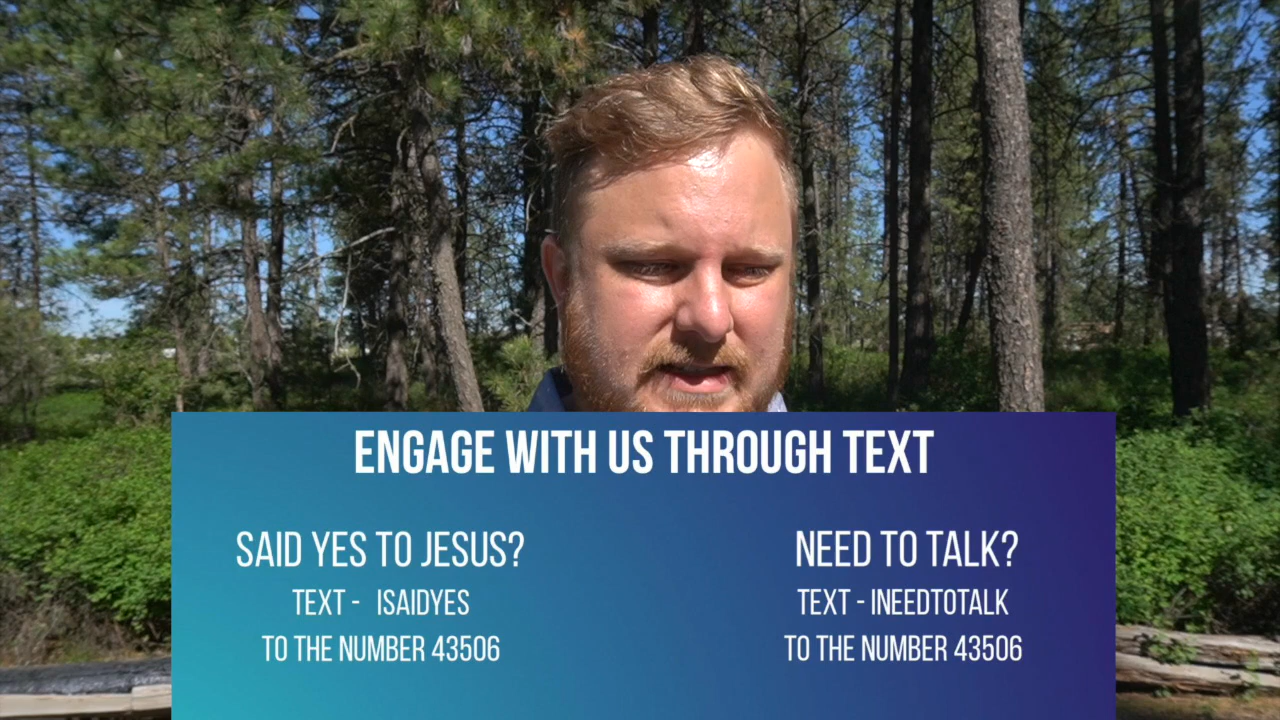 ENGAGE WITH US THROUGH TEXT
SAID YES TO JESUS?
TEXT - ISAIDYES
TO THE NUMBER 43506
NEED TO TALK?
TEXT - INEEDTOTALK
TO THE NUMBER 43506